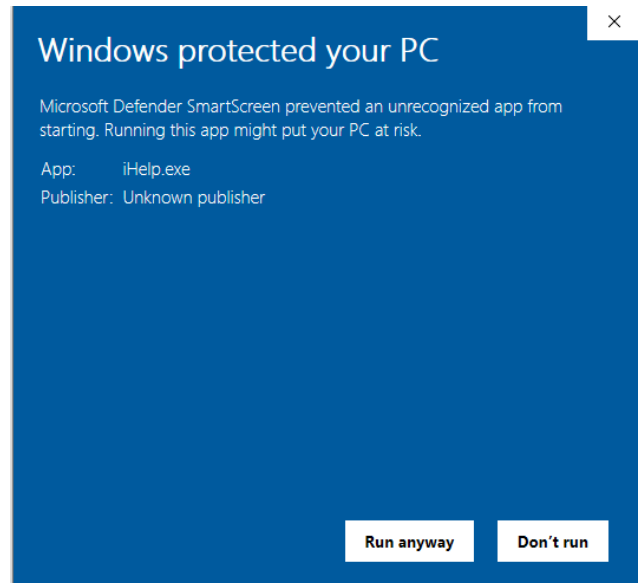 Windows protected your PC
Microsoft Defender SmartScreen prevented an unrecognized app from
starting. Running this app might put your PC at risk.
App: iHelp.exe
Publisher: Unknown publisher
Run anyway Don’t run